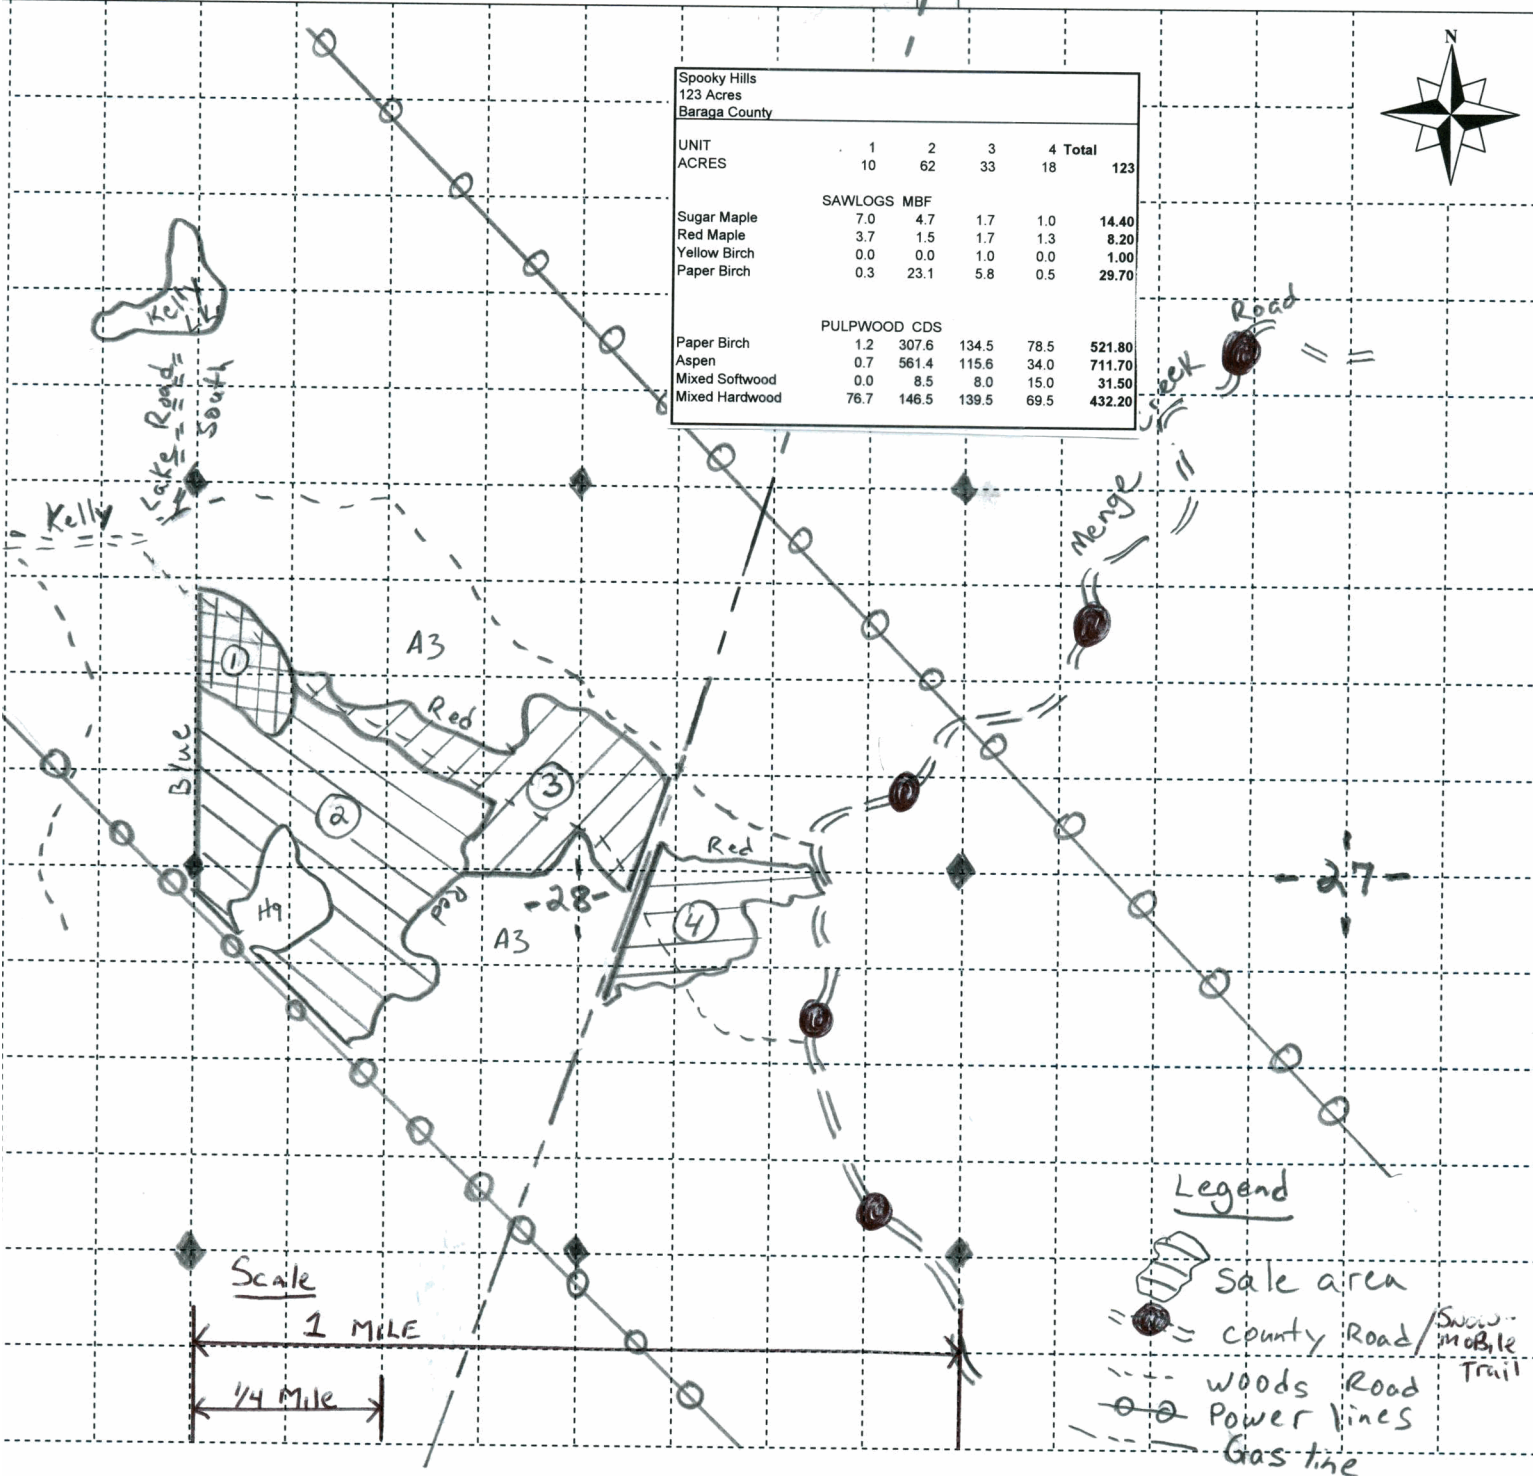 N
Spooky Hills
123 Acres
Baraga County
UNIT 1 2 3 4 Total
ACRES 10 62 33 18 123
SAWLOGS MBF
Sugar Maple 7.0 4.7 1.7 1.0 14.40
Red Maple 3.7 1.5 1.7 1.3 8.20
Yellow Birch 0.0 0.0 1.0 0.0 1.00
Paper Birch 0.3 23.1 5.8 0.5 29.70
PULPWOOD CDS
Paper Birch 1.2 307.6 134.5 78.5 521.80
Aspen 0.7 561.4 115.6 34.0 711.70
Mixed Softwood 0.0 8.5 8.0 15.0 31.50
Mixed Hardwood 76.7 146.5 139.5 69.5 432.20
Kelly
Lk
Kelly
Lake Road
South
Menge
Road
A3
1
Red
Blue
2
3
Red
Red
4
H9
-28-
A3
-27-
Scale
1 MILE
1/4 Mile
Legend
Sale area
County Road/Snow-
mobile
Trail
Woods Road
Power lines
Gas line